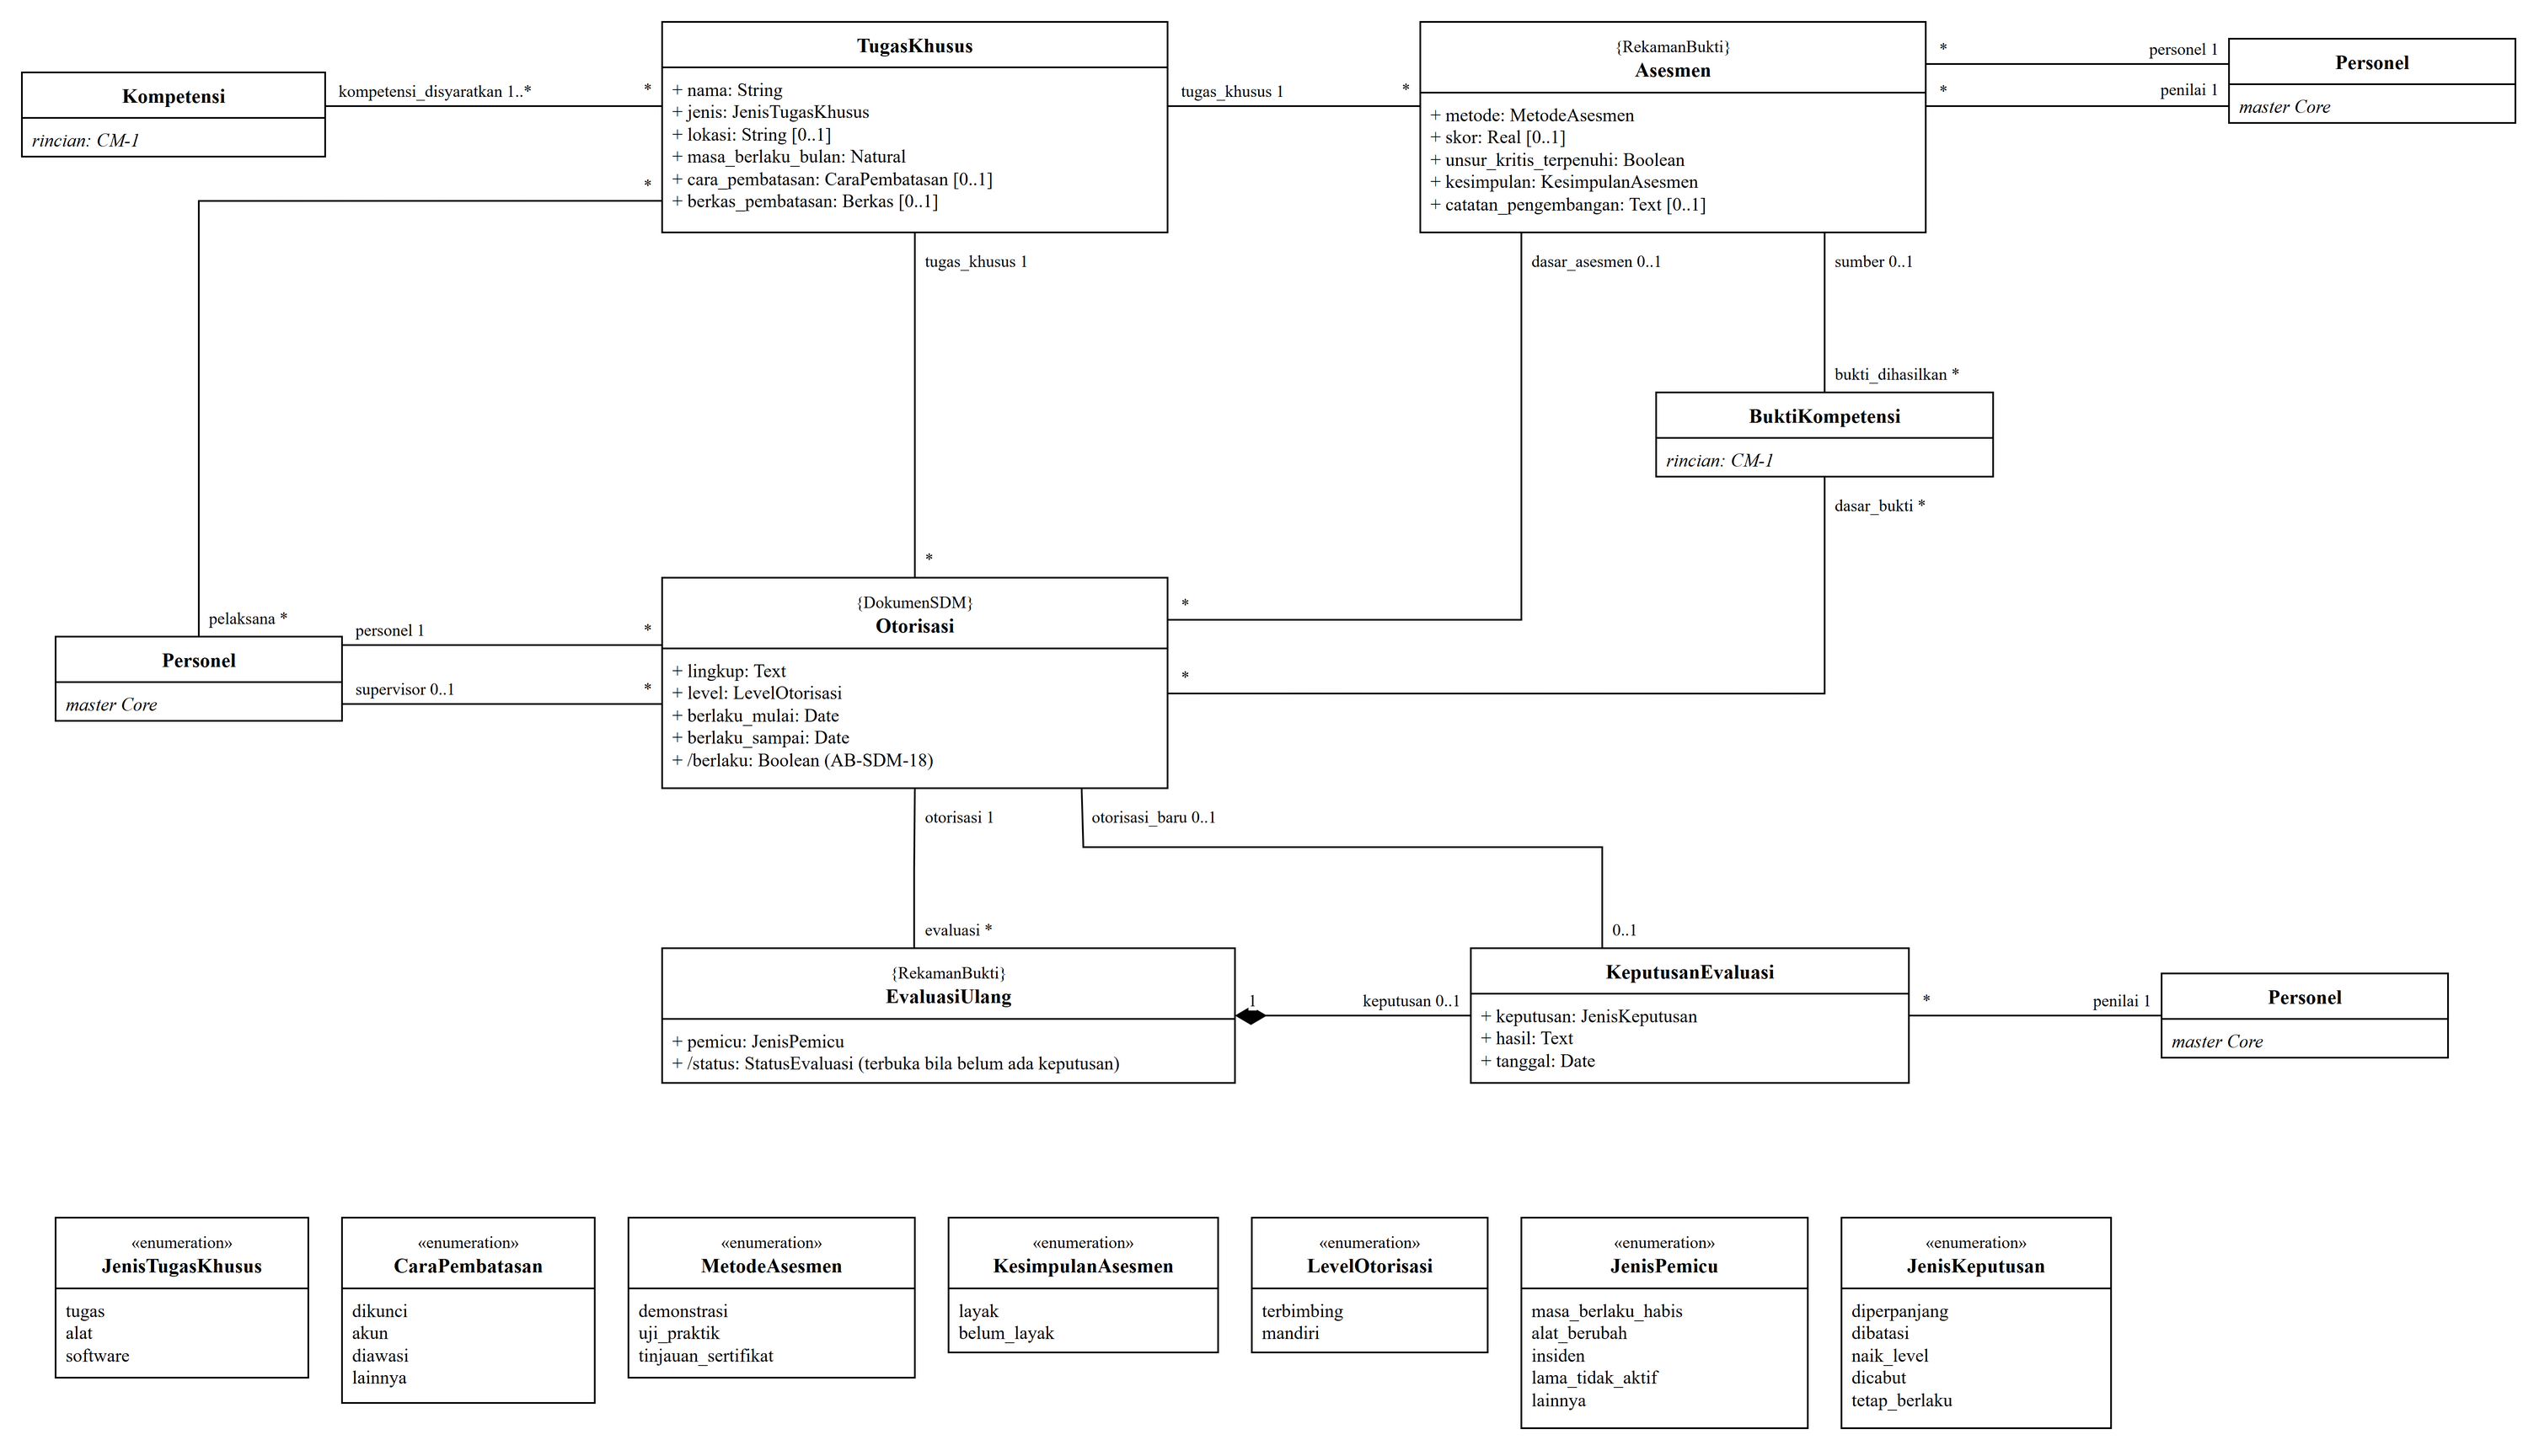 TugasKhusus
+ nama: String
+ jenis: JenisTugasKhusus
+ lokasi: String [0..1]
+ masa_berlaku_bulan: Natural
+ cara_pembatasan: CaraPembatasan [0..1]
+ berkas_pembatasan: Berkas [0..1]
{RekamanBukti}
Asesmen
+ metode: MetodeAsesmen
+ skor: Real [0..1]
+ unsur_kritis_terpenuhi: Boolean
+ kesimpulan: KesimpulanAsesmen
+ catatan_pengembangan: Text [0..1]
Personel
master Core
Kompetensi
rincian: CM-1
kompetensi_disyaratkan 1..*
*
tugas_khusus 1
*
*
personel 1
*
penilai 1
*
tugas_khusus 1
*
dasar_asesmen 0..1
*
sumber 0..1
bukti_dihasilkan *
BuktiKompetensi
rincian: CM-1
dasar_bukti *
*
pelaksana *
Personel
master Core
personel 1
*
supervisor 0..1
*
{DokumenSDM}
Otorisasi
+ lingkup: Text
+ level: LevelOtorisasi
+ berlaku_mulai: Date
+ berlaku_sampai: Date
+ /berlaku: Boolean (AB-SDM-18)
otorisasi 1
evaluasi *
otorisasi_baru 0..1
0..1
{RekamanBukti}
EvaluasiUlang
+ pemicu: JenisPemicu
+ /status: StatusEvaluasi (terbuka bila belum ada keputusan)
1
keputusan 0..1
KeputusanEvaluasi
+ keputusan: JenisKeputusan
+ hasil: Text
+ tanggal: Date
*
penilai 1
Personel
master Core
«enumeration»
JenisTugasKhusus
tugas
alat
software
«enumeration»
CaraPembatasan
dikunci
akun
diawasi
lainnya
«enumeration»
MetodeAsesmen
demonstrasi
uji_praktik
tinjauan_sertifikat
«enumeration»
KesimpulanAsesmen
layak
belum_layak
«enumeration»
LevelOtorisasi
terbimbing
mandiri
«enumeration»
JenisPemicu
masa_berlaku_habis
alat_berubah
insiden
lama_tidak_aktif
lainnya
«enumeration»
JenisKeputusan
diperpanjang
dibatasi
naik_level
dicabut
tetap_berlaku